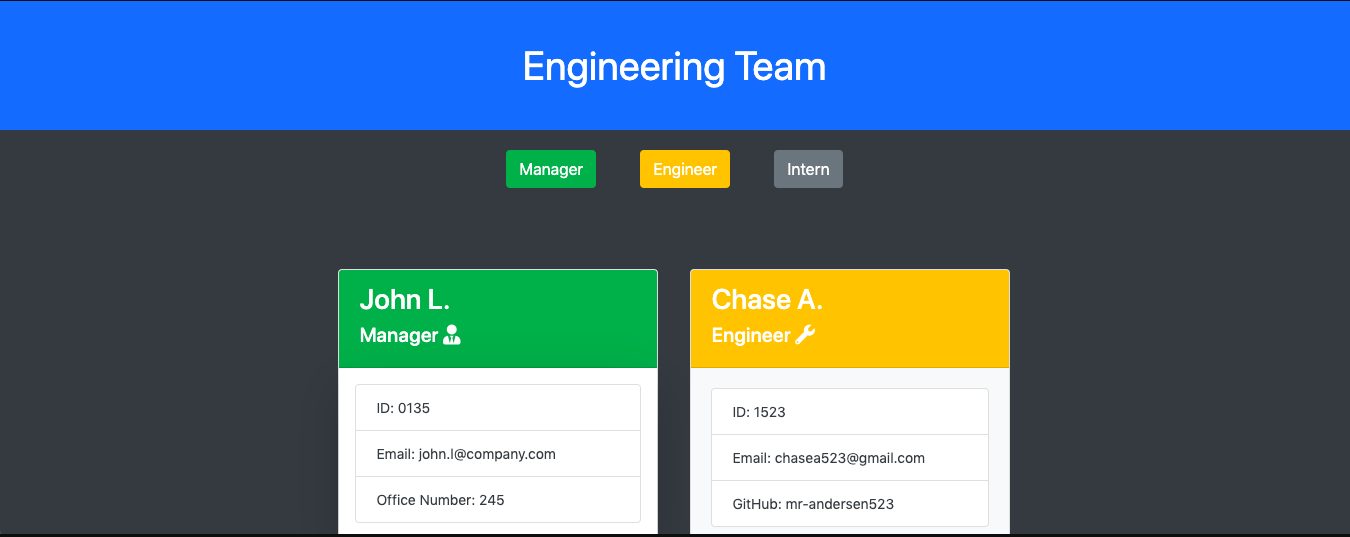 Engineering Team
Manager
Engineer
Intern
John L.
Manager
ID: 0135
Email: john.l@company.com
Office Number: 245
Chase A.
Engineer
ID: 1523
Email: chasea523@gmail.com
GitHub: mr-andersen523